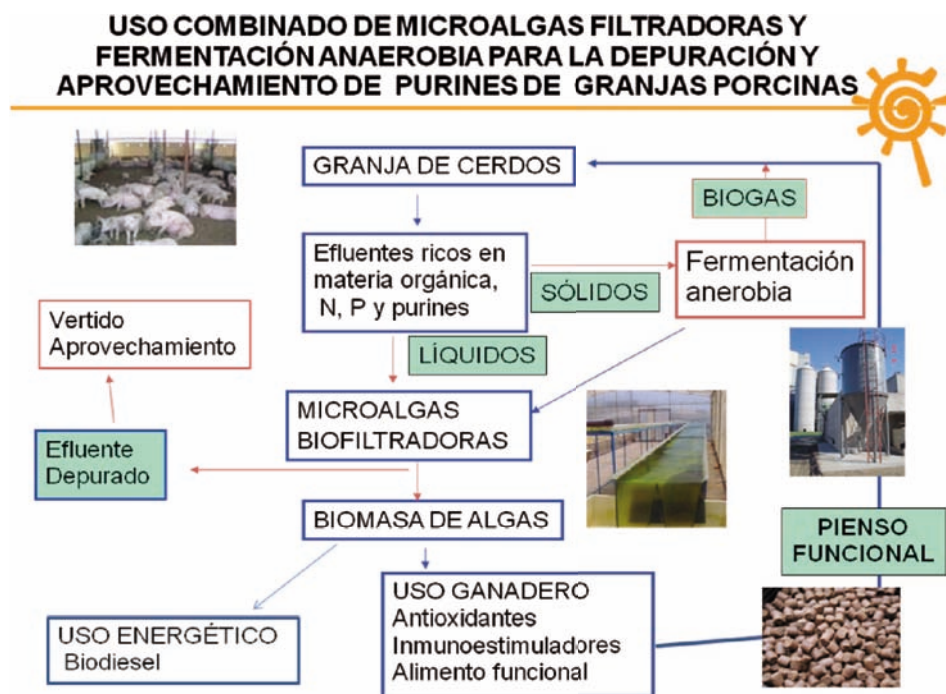 USO COMBINADO DE MICROALGAS FILTRADORAS Y
FERMENTACIÓN ANAEROBIA PARA LA DEPURACIÓN Y
APROVECHAMIENTO DE PURINES DE GRANJAS PORCINAS
GRANJA DE CERDOS
BIOGAS
Efluentes ricos en
materia orgánica,
N, P y purines
SÓLIDOS
Fermentación
anerobia
Vertido
Aprovechamiento
LÍQUIDOS
MICROALGAS
BIOFILTRADORAS
Efluente
Depurado
BIOMASA DE ALGAS
PIENSO
FUNCIONAL
USO GANADERO
Antioxidantes
Inmunoestimuladores
Alimento funcional
USO ENERGÉTICO
Biodiesel